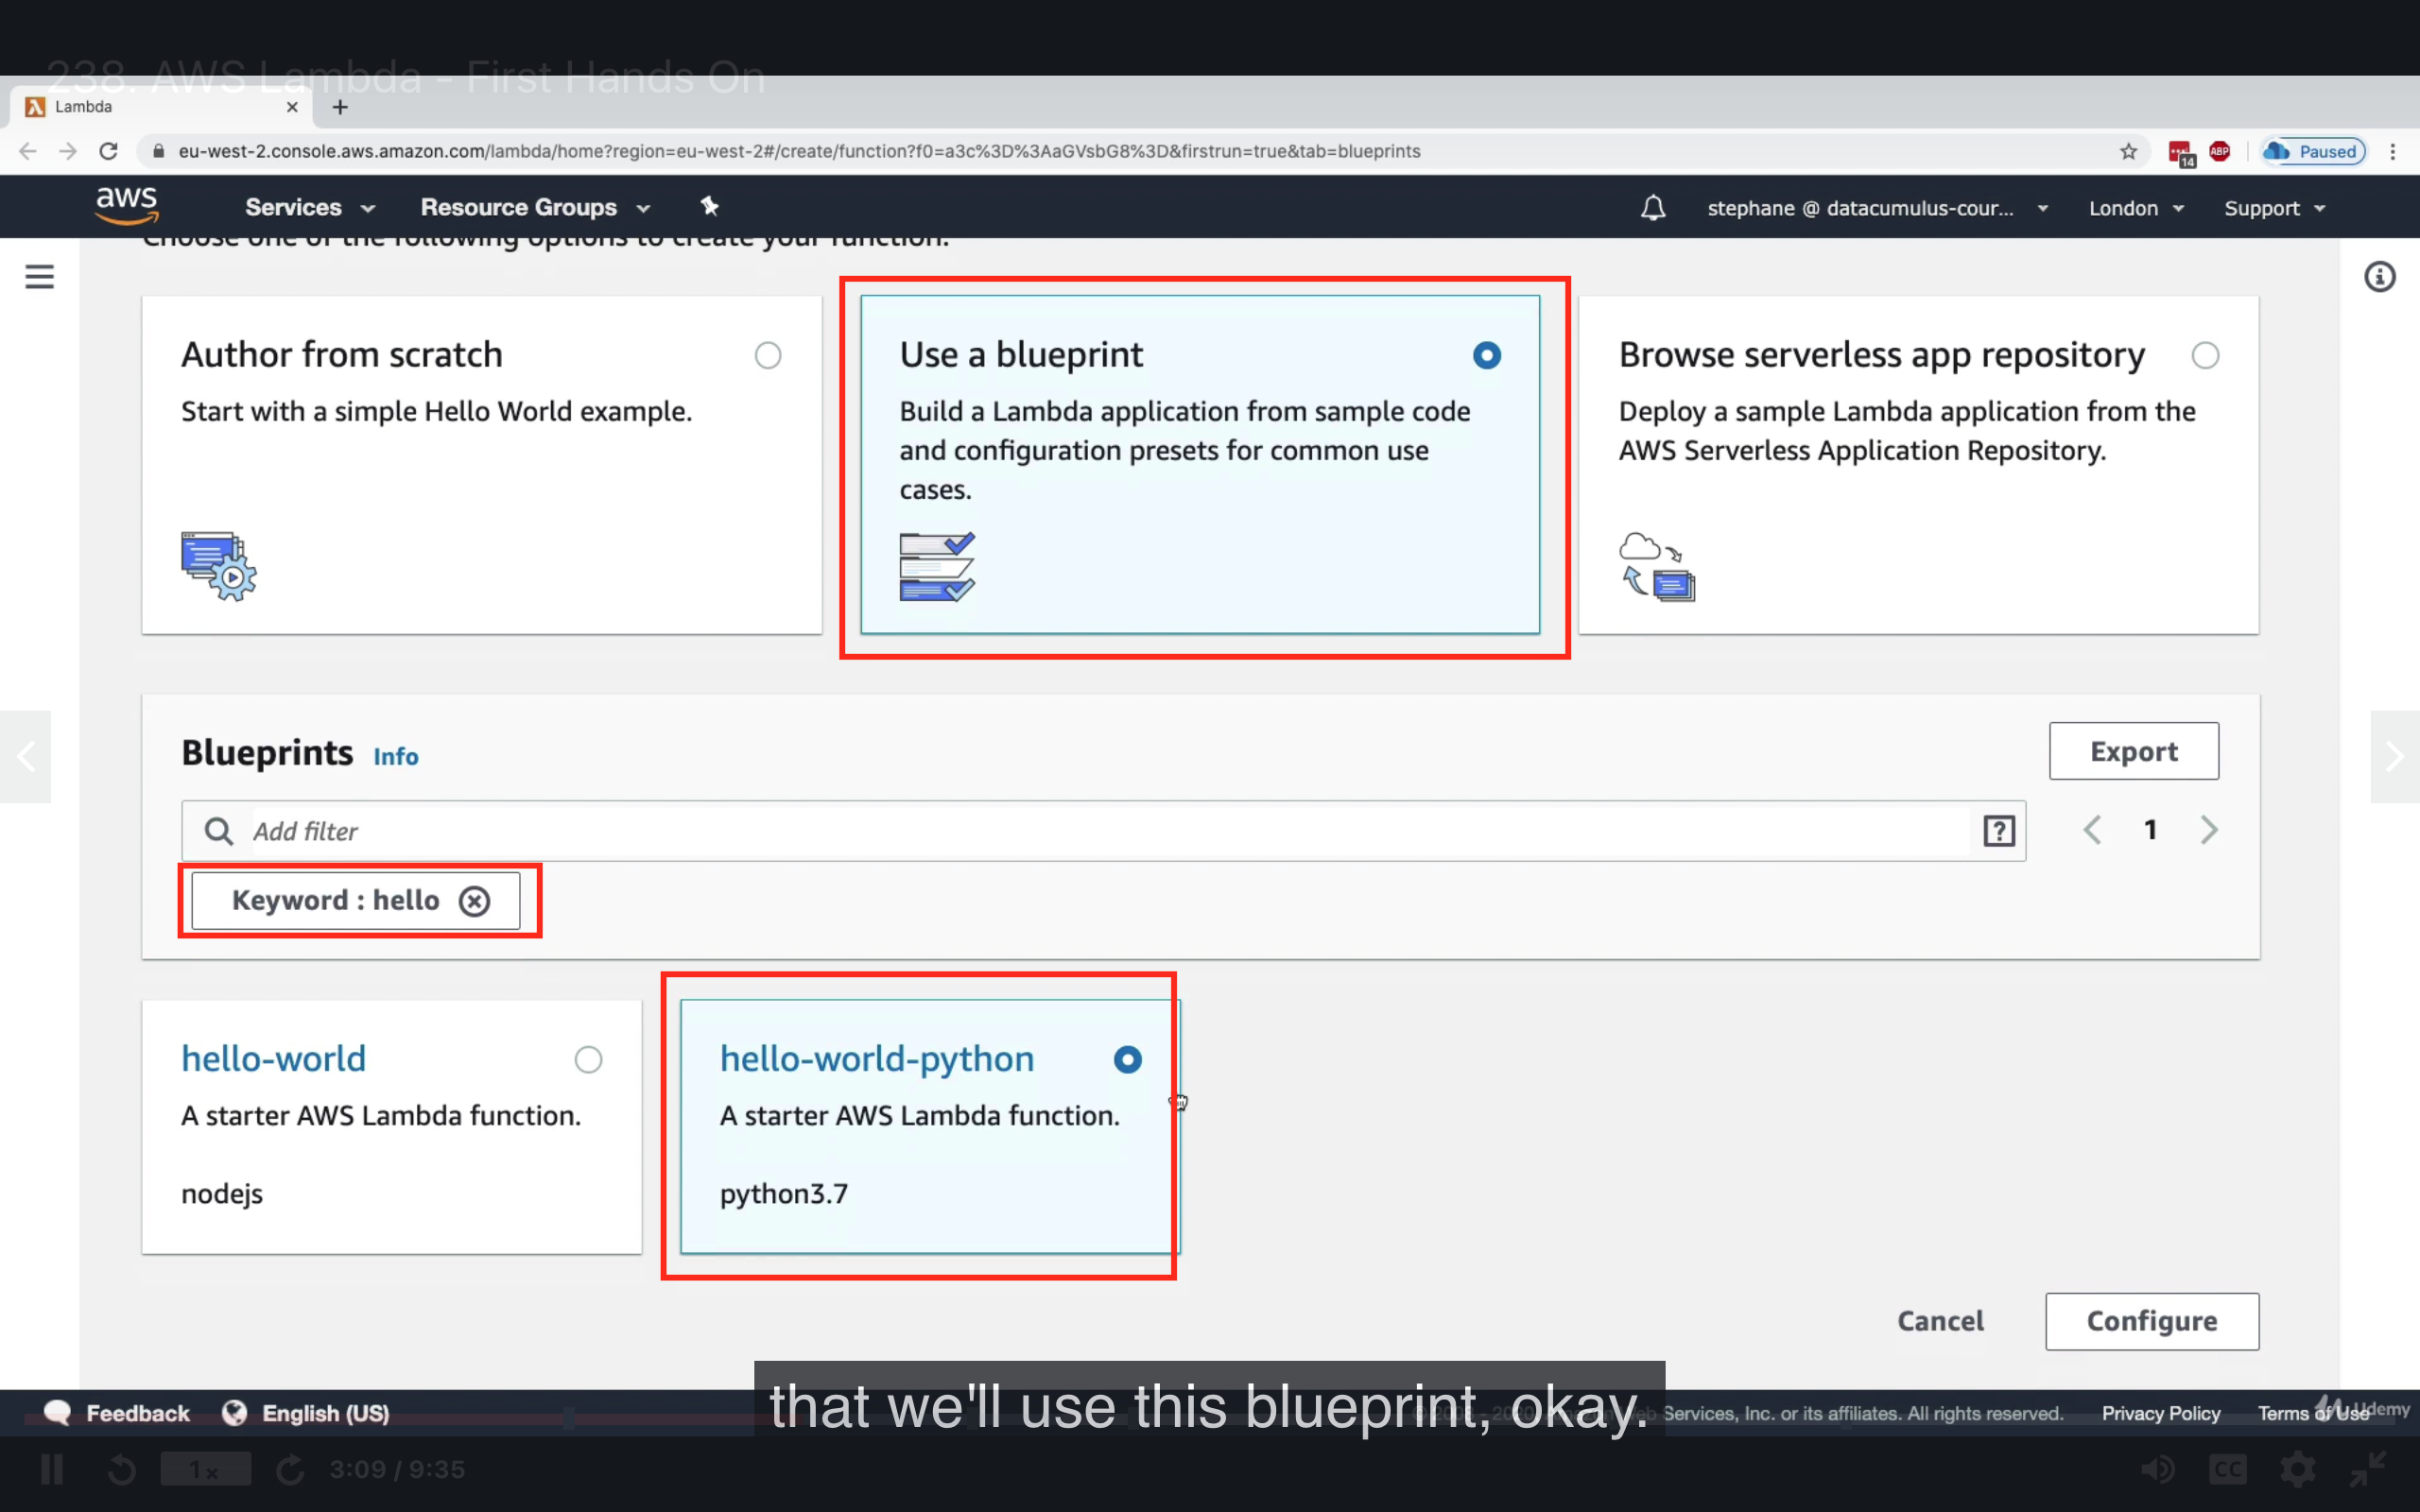 238. AWS Lambda - First Hands On
Lambda
eu-west-2.console.aws.amazon.com/lambda/home?region=eu-west-2#/create/function?f0=a3c%3D%3AaGVsbG8%3D&firstrun=true&tab=blueprints
14
ABP
Paused
aws
Services
Resource Groups
stephane @ datacumulus-cour...
London
Support
Choose one of the following options to create your function.
Author from scratch
Start with a simple Hello World example.
Use a blueprint
Build a Lambda application from sample code
and configuration presets for common use
cases.
Browse serverless app repository
Deploy a sample Lambda application from the
AWS Serverless Application Repository.
Blueprints Info
Export
Add filter
?
1
Keyword : hello
hello-world
A starter AWS Lambda function.
nodejs
hello-world-python
A starter AWS Lambda function.
python3.7
Cancel
Configure
that we'll use this blueprint, okay.
Feedback
English (US)
Services, Inc. or its affiliates. All rights reserved.
Privacy Policy
Terms of Use
Udemy
1x
3:09 / 9:35
CC